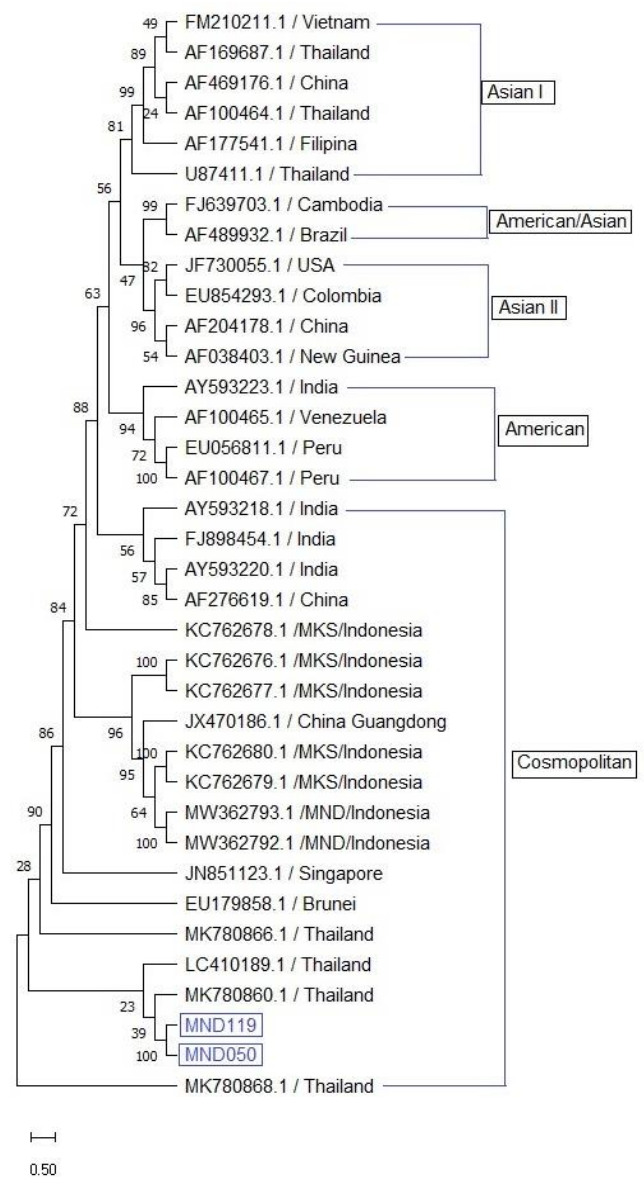 49
FM210211.1 / Vietnam
89
AF169687.1 / Thailand
99
AF469176.1 / China
Asian I
24
AF100464.1 / Thailand
81
AF177541.1 / Filipina
U87411.1 / Thailand
56
99
FJ639703.1 / Cambodia
American/Asian
AF489932.1 / Brazil
47
JF730055.1 / USA
63
EU854293.1 / Colombia
Asian II
96
AF204178.1 / China
54
AF038403.1 / New Guinea
88
AY593223.1 / India
94
AF100465.1 / Venezuela
American
72
EU056811.1 / Peru
100
AF100467.1 / Peru
72
AY593218.1 / India
56
FJ898454.1 / India
57
AY593220.1 / India
84
85
AF276619.1 / China
KC762678.1 /MKS/Indonesia
100
KC762676.1 /MKS/Indonesia
KC762677.1 /MKS/Indonesia
86
96
JX470186.1 / China Guangdong
100
KC762680.1 /MKS/Indonesia
Cosmopolitan
95
KC762679.1 /MKS/Indonesia
90
64
MW362793.1 /MND/Indonesia
100
MW362792.1 /MND/Indonesia
28
JN851123.1 / Singapore
EU179858.1 / Brunei
MK780866.1 / Thailand
LC410189.1 / Thailand
23
MK780860.1 / Thailand
39
MND119
100
MND050
MK780868.1 / Thailand
0.50